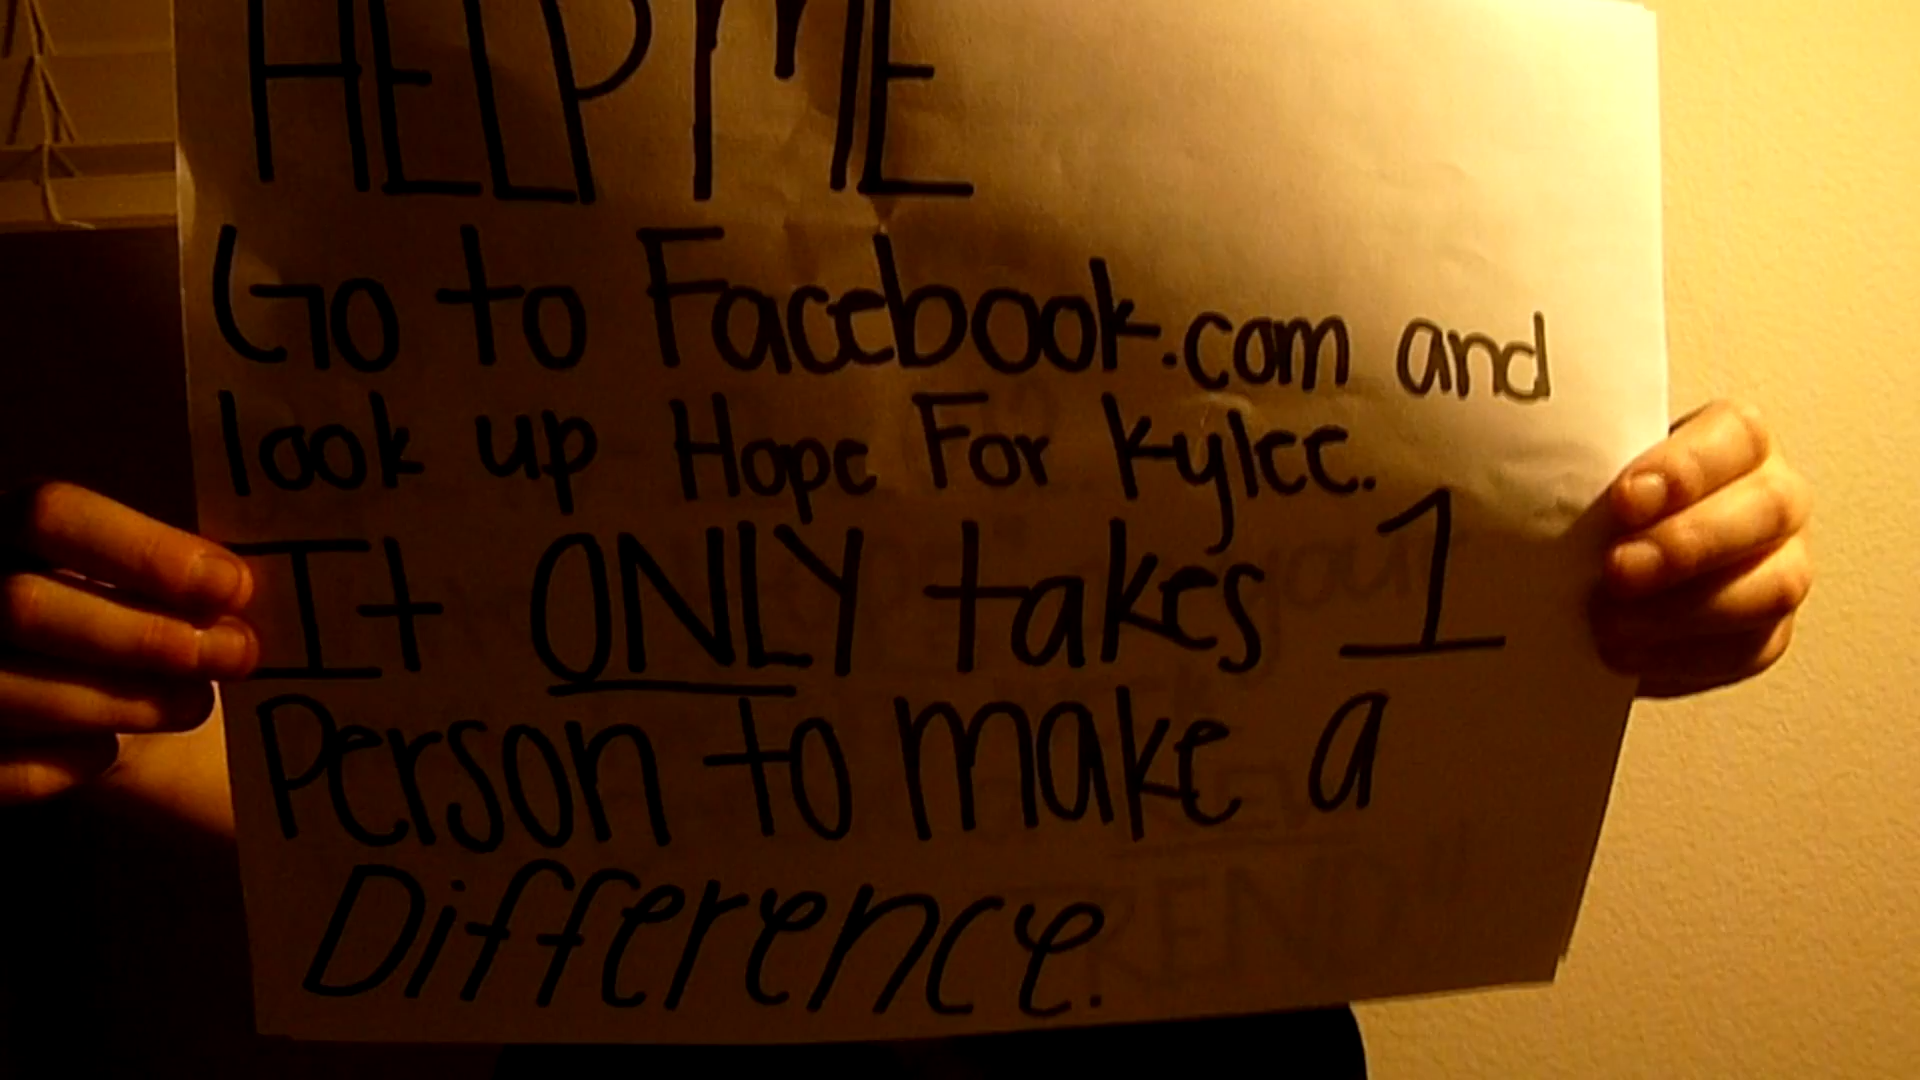 HELP ME
Go to Facebook.com and
look up Hope For Kylee.
It ONLY takes 1
Person to make a
Difference.